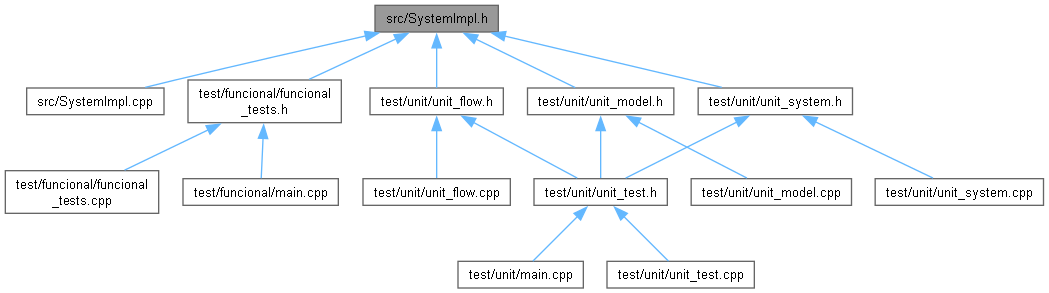 src/SystemImpl.h
src/SystemImpl.cpp
test/funcional/funcional
_tests.h
test/unit/unit_flow.h
test/unit/unit_model.h
test/unit/unit_system.h
test/funcional/funcional
_tests.cpp
test/funcional/main.cpp
test/unit/unit_flow.cpp
test/unit/unit_test.h
test/unit/unit_model.cpp
test/unit/unit_system.cpp
test/unit/main.cpp
test/unit/unit_test.cpp